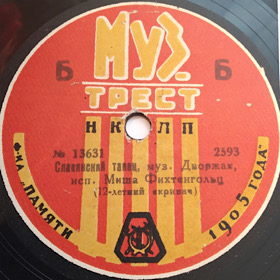 Б МУЗ. Б
ТРЕСТ
НКЛП
№ 13631 2593
Славянский танец, муз. Дворжак,
исп. Миша Фихтенгольц
(12-летний скрипач)
Ф-КА "ПАМЯТИ 1905 ГОДА"